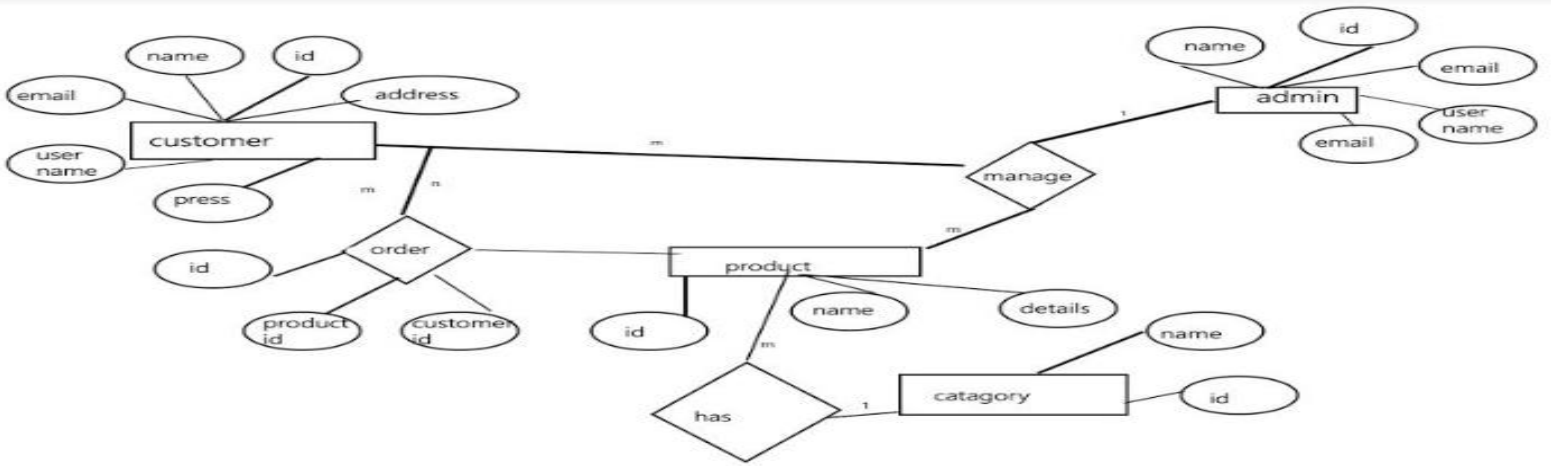 name
id
email
address
customer
user
name
press
name
id
email
admin
user
name
email
1
m
manage
m
m
n
order
id
product
id
customer
id
product
id
name
details
m
has
1
catagory
name
id